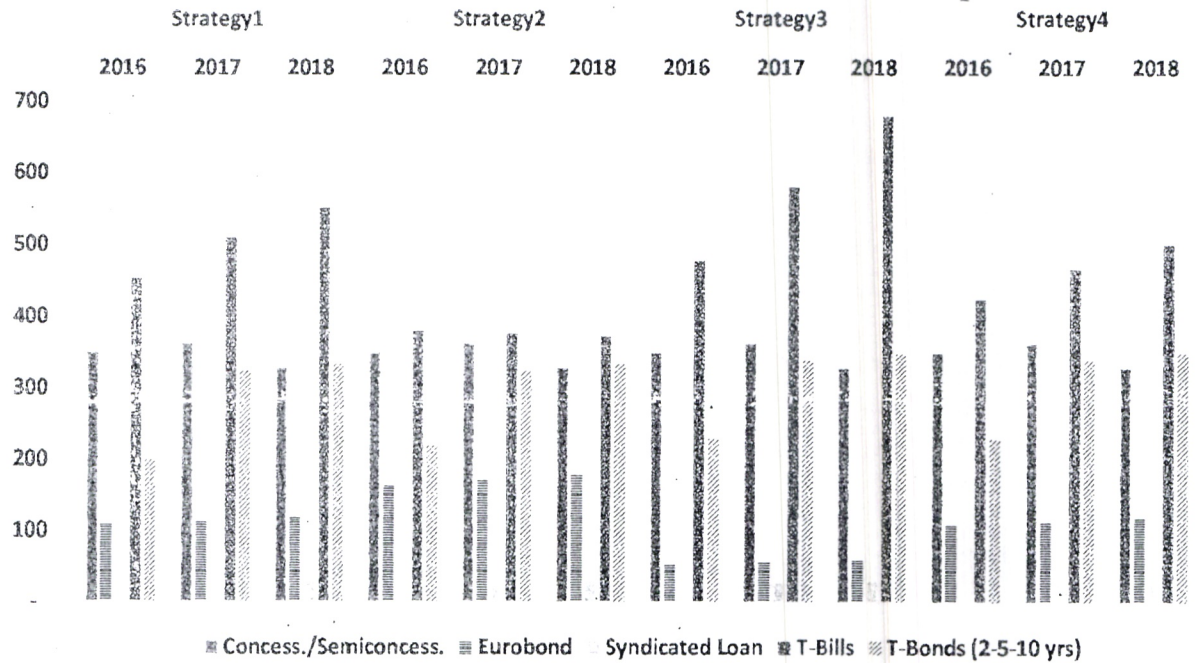 Strategy1 Strategy2 Strategy3 Strategy4
2016 2017 2018 2016 2017 2018 2016 2017 2018 2016 2017 2018
700
600
500
400
300
200
100
-
Concess./Semiconcess. Eurobond Syndicated Loan T-Bills T-Bonds (2-5-10 yrs)